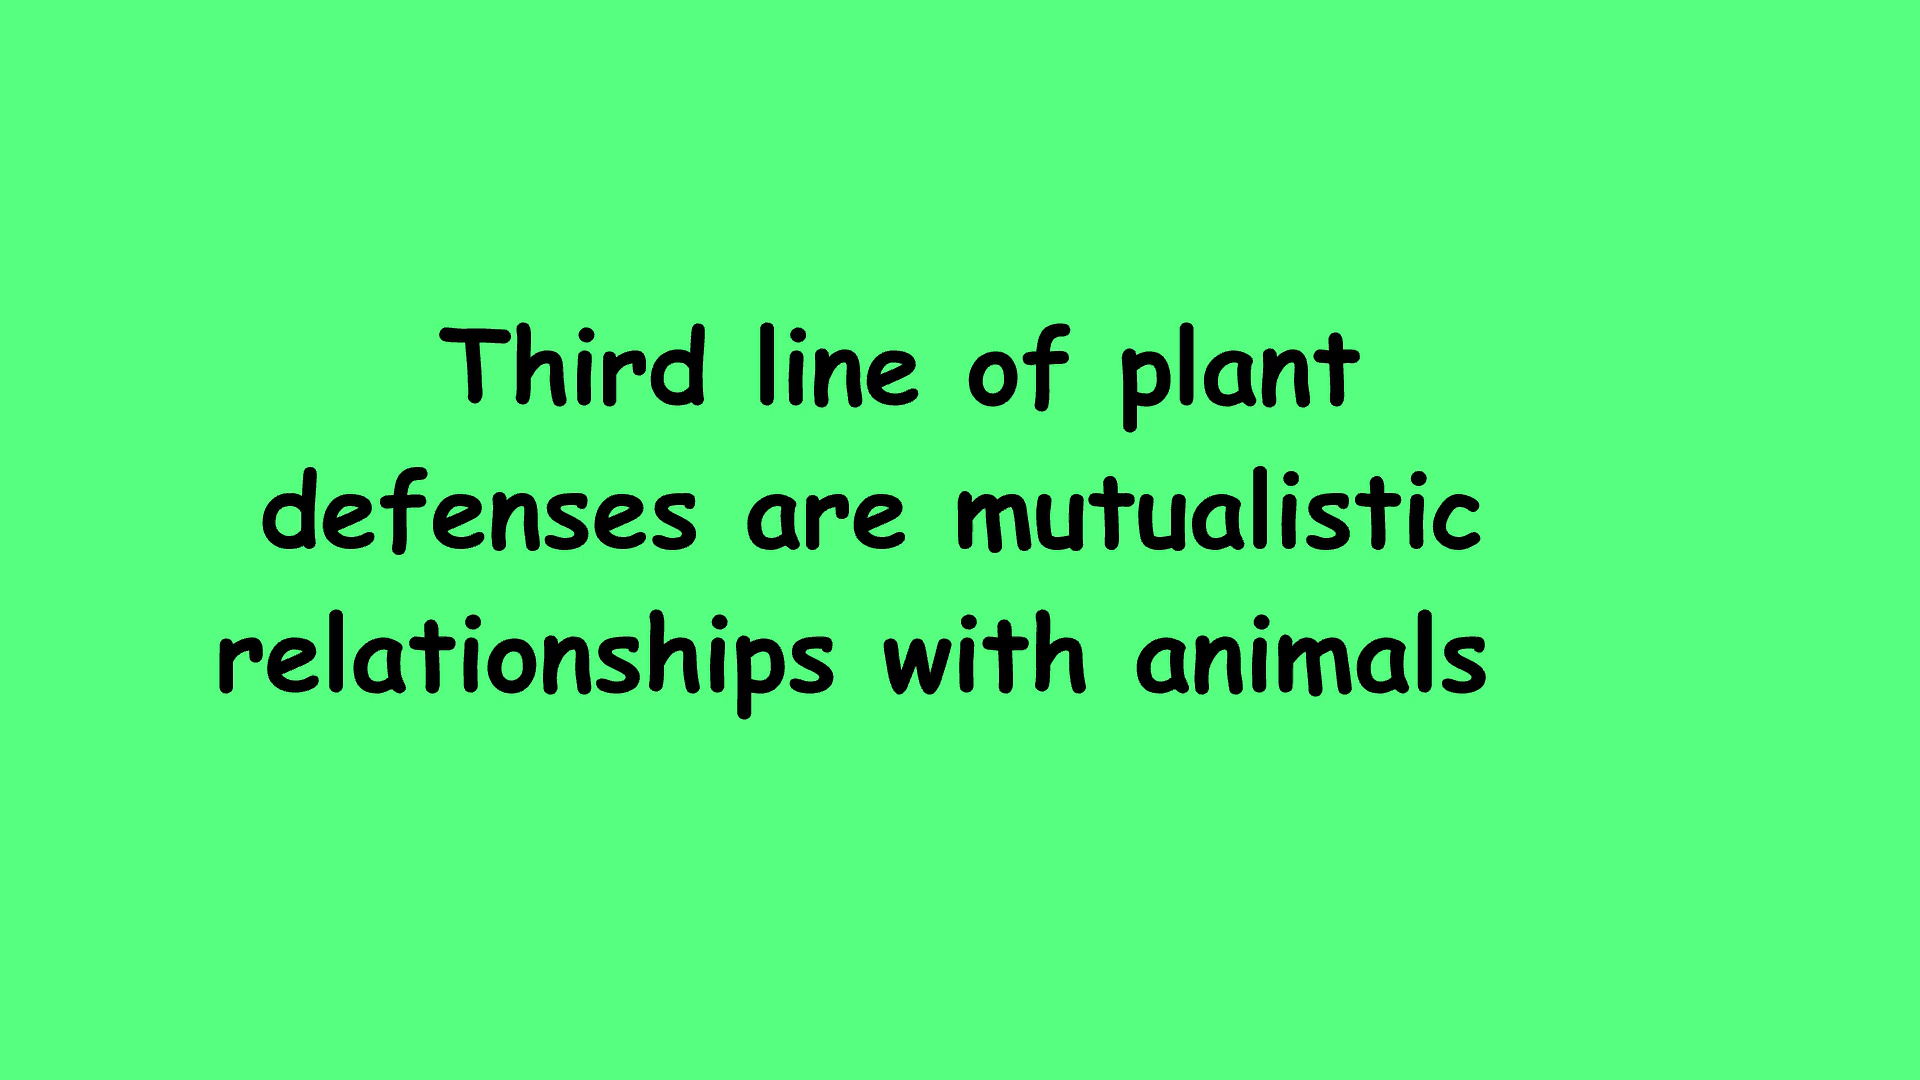 Third line of plant
defenses are mutualistic
relationships with animals